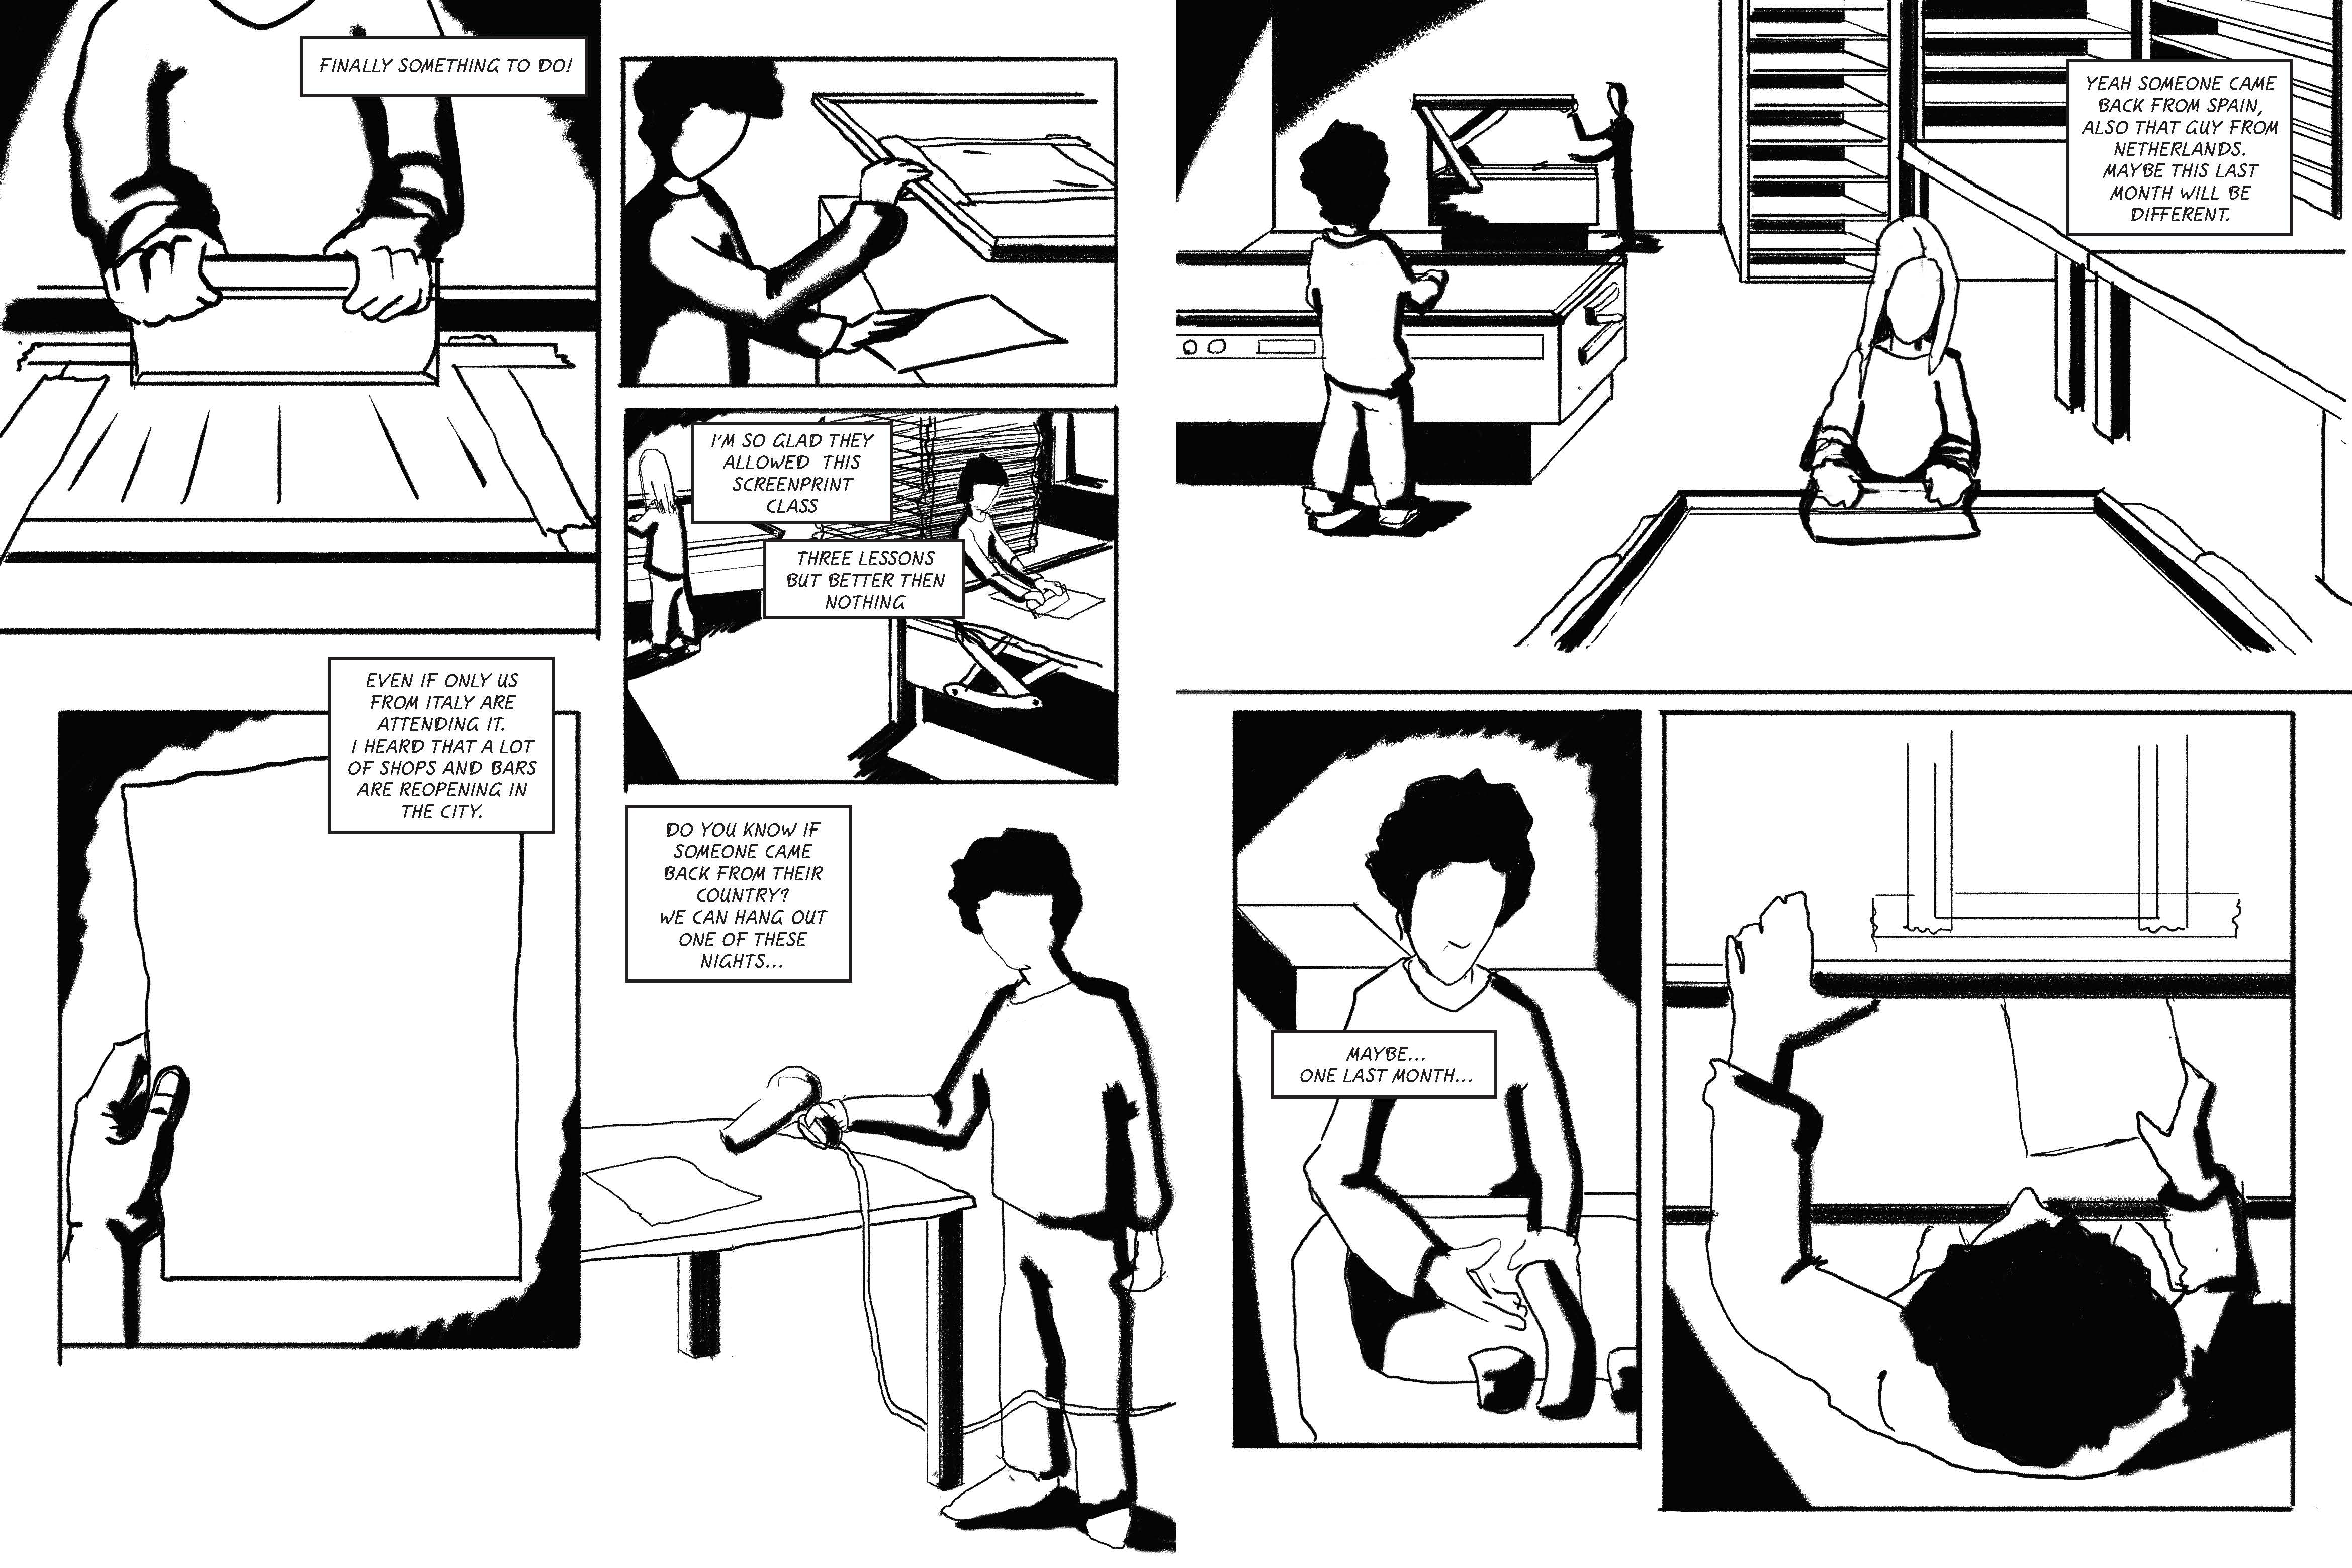 FINALLY SOMETHING TO DO!
I'M SO GLAD THEY
ALLOWED THIS
SCREENPRINT
CLASS
THREE LESSONS
BUT BETTER THEN
NOTHING
EVEN IF ONLY US
FROM ITALY ARE
ATTENDING IT.
I HEARD THAT A LOT
OF SHOPS AND BARS
ARE REOPENING IN
THE CITY.
DO YOU KNOW IF
SOMEONE CAME
BACK FROM THEIR
COUNTRY?
WE CAN HANG OUT
ONE OF THESE
NIGHTS...
YEAH SOMEONE CAME
BACK FROM SPAIN,
ALSO THAT GUY FROM
NETHERLANDS.
MAYBE THIS LAST
MONTH WILL BE
DIFFERENT.
MAYBE...
ONE LAST MONTH...